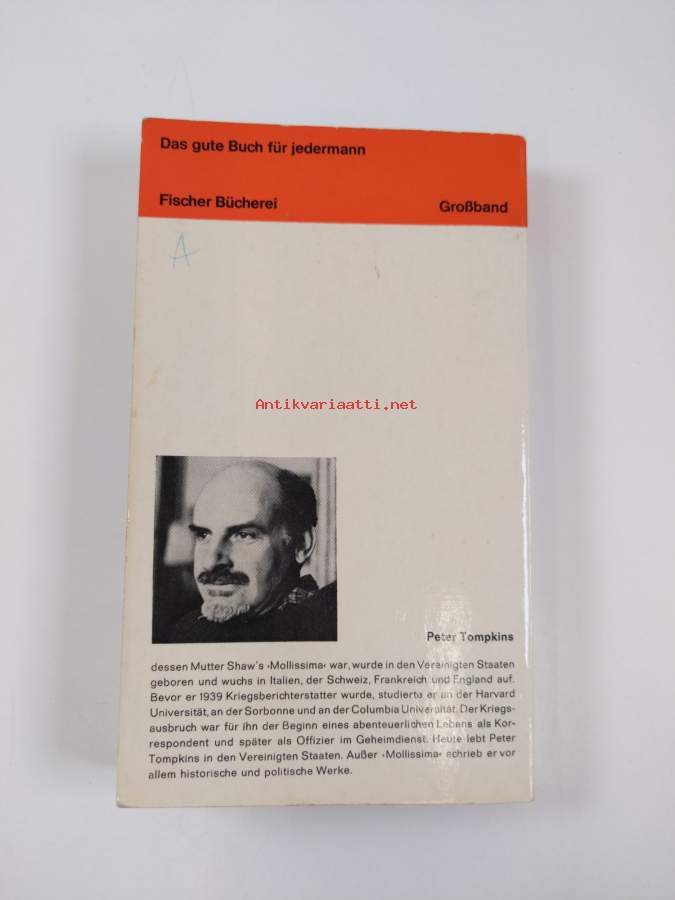 Das gute Buch für jedermann
Fischer Bücherei
Großband
A
Antikvariaatti.net
Peter Tompkins
dessen Mutter Shaw's ›Mollissima‹ war, wurde in den Vereinigten Staaten
geboren und wuchs in Italien, der Schweiz, Frankreich und England auf.
Bevor er 1939 Kriegsberichterstatter wurde, studierte er an der Harvard
Universität, an der Sorbonne und an der Columbia Universität. Der Kriegs-
ausbruch war für ihn der Beginn eines abenteuerlichen Lebens als Kor-
respondent und später als Offizier im Geheimdienst. Heute lebt Peter
Tompkins in den Vereinigten Staaten. Außer ›Mollissima‹ schrieb er vor
allem historische und politische Werke.